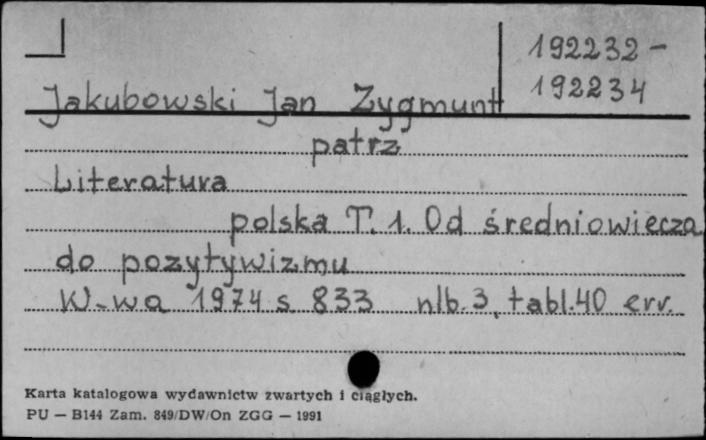 192232 -
192234
Jakubowski Jan Zygmunt
patrz
Literatura
polska T. 1. Od średniowiecza
do pozytywizmu
W-wa 1974 s 833 nlb. 3, tabl. 40 err.
Karta katalogowa wydawnictw zwartych i ciągłych.
PU — B144 Zam. 849/DW/On ZGG — 1991